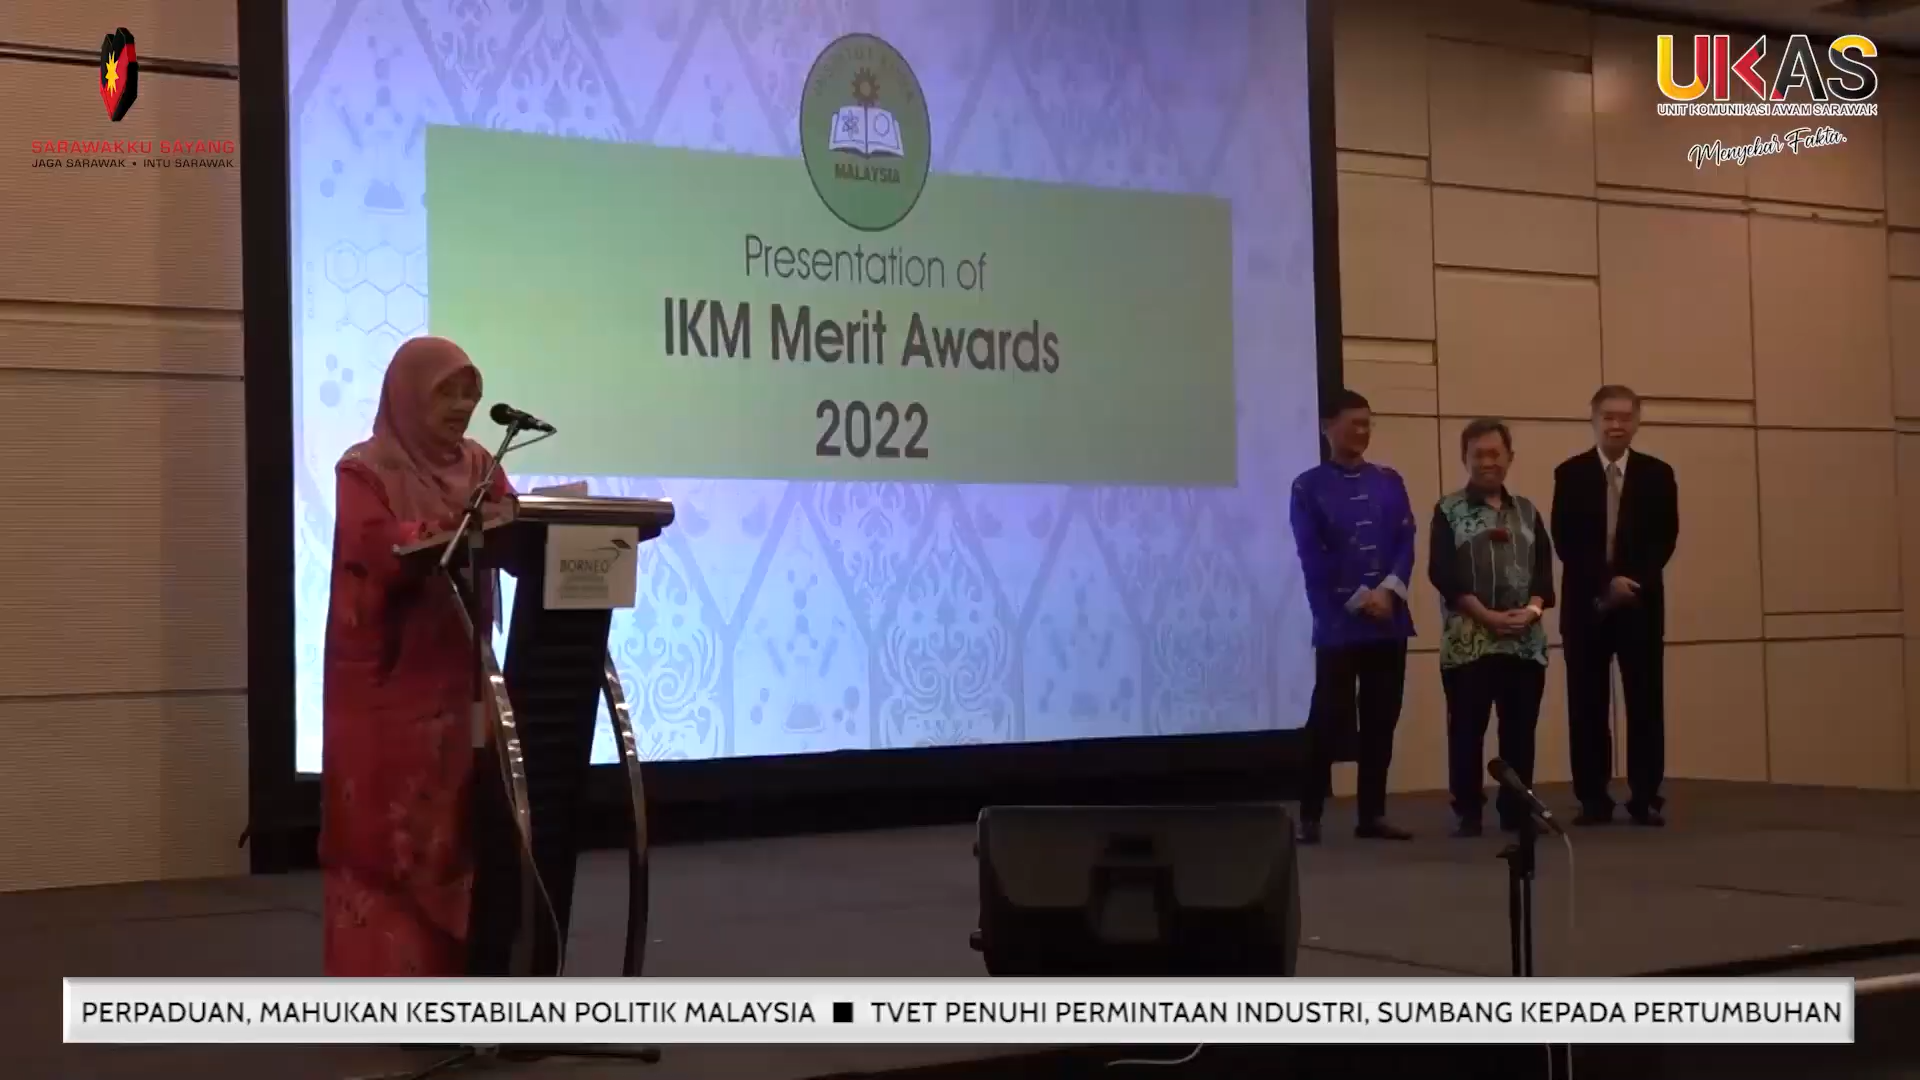 SARAWAKKU SAYANG
JAGA SARAWAK • INTU SARAWAK
UKAS
UNIT KOMUNIKASI AWAM SARAWAK
Menyebar Fakta.
MALAYSIA
Presentation of
IKM Merit Awards
2022
BORNEO
PERPADUAN, MAHUKAN KESTABILAN POLITIK MALAYSIA ■ TVET PENUHI PERMINTAAN INDUSTRI, SUMBANG KEPADA PERTUMBUHAN